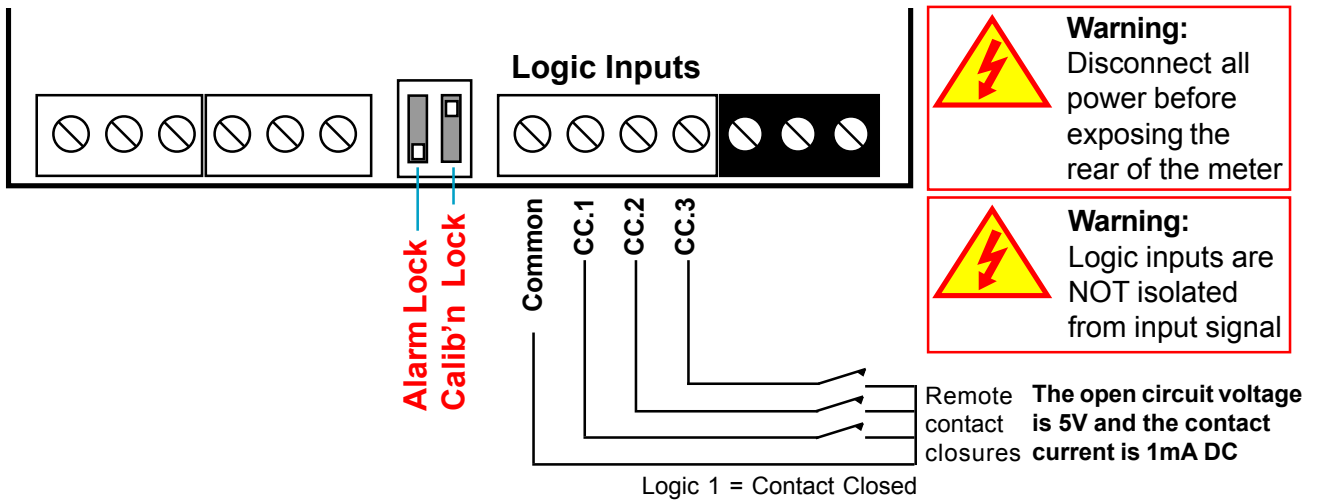 Logic Inputs
Common
CC.1
CC.2
CC.3
Alarm Lock
Calib’n Lock
Warning:
Disconnect all
power before
exposing the
rear of the meter
Warning:
Logic inputs are
NOT isolated
from input signal
Remote
contact
closures
The open circuit voltage
is 5V and the contact
current is 1mA DC
Logic 1 = Contact Closed